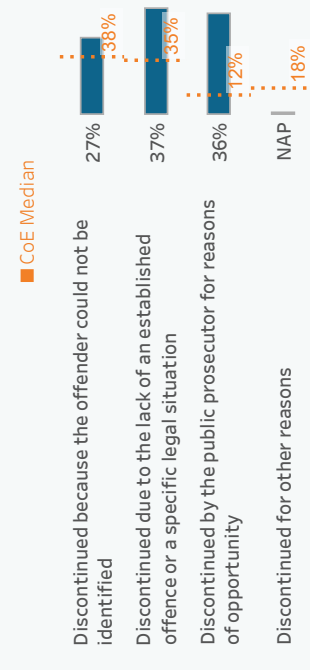 CoE Median
Discontinued because the offender could not be
identified
27%
38%
Discontinued due to the lack of an established
offence or a specific legal situation
37%
35%
Discontinued by the public prosecutor for reasons
of opportunity
36%
12%
Discontinued for other reasons
NAP
18%